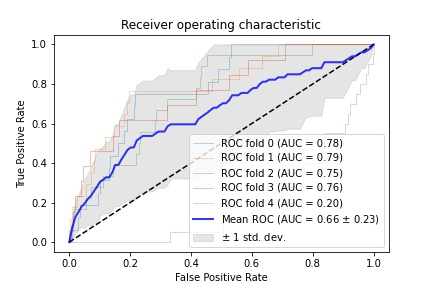 Receiver operating characteristic
True Positive Rate
1.0
0.8
0.6
0.4
0.2
0.0
ROC fold 0 (AUC = 0.78)
ROC fold 1 (AUC = 0.79)
ROC fold 2 (AUC = 0.75)
ROC fold 3 (AUC = 0.76)
ROC fold 4 (AUC = 0.20)
Mean ROC (AUC = 0.66 ± 0.23)
± 1 std. dev.
0.0 0.2 0.4 0.6 0.8 1.0
False Positive Rate